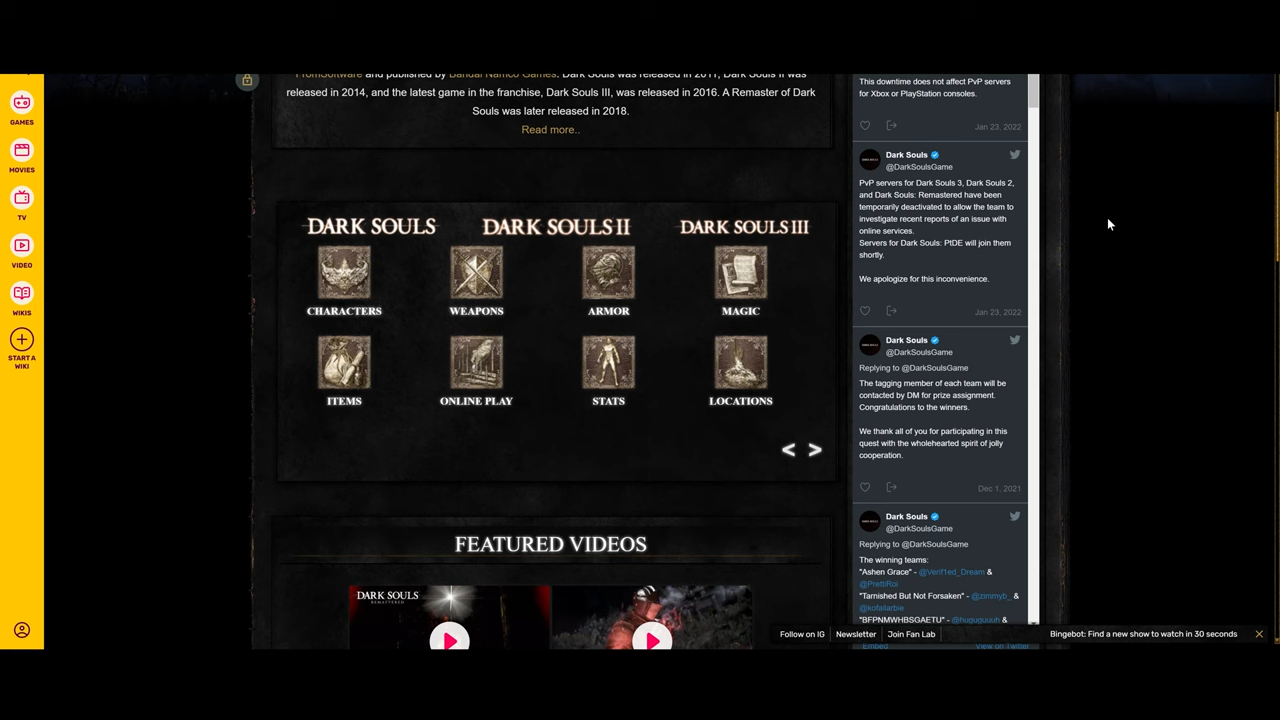 GAMES
MOVIES
TV
VIDEO
WIKIS
START A
WIKI
FromSoftware and published by Bandai Namco Games. Dark Souls was released in 2011, Dark Souls II was
released in 2014, and the latest game in the franchise, Dark Souls III, was released in 2016. A Remaster of Dark
Souls was later released in 2018.
Read more..
DARK SOULS
DARK SOULS II
DARK SOULS III
CHARACTERS
WEAPONS
ARMOR
MAGIC
ITEMS
ONLINE PLAY
STATS
LOCATIONS
< >
FEATURED VIDEOS
DARK SOULS
REMASTERED
This downtime does not affect PvP servers
for Xbox or PlayStation consoles.
Jan 23, 2022
Dark Souls
@DarkSoulsGame
PvP servers for Dark Souls 3, Dark Souls 2,
and Dark Souls: Remastered have been
temporarily deactivated to allow the team to
investigate recent reports of an issue with
online services.
Servers for Dark Souls: PtDE will join them
shortly.
We apologize for this inconvenience.
Jan 23, 2022
Dark Souls
@DarkSoulsGame
Replying to @DarkSoulsGame
The tagging member of each team will be
contacted by DM for prize assignment.
Congratulations to the winners.
We thank all of you for participating in this
quest with the wholehearted spirit of jolly
cooperation.
Dec 1, 2021
Dark Souls
@DarkSoulsGame
Replying to @DarkSoulsGame
The winning teams:
"Ashen Grace" - @Verif1ed_Dream &
@PrettiRoi
"Tarnished But Not Forsaken" - @zimmyb_ &
@kofailarbie
"BFPNMWHBSGAETU" - @huguguuuh &
Embed
View on Twitter
Follow on IG
Newsletter
Join Fan Lab
Bingebot: Find a new show to watch in 30 seconds